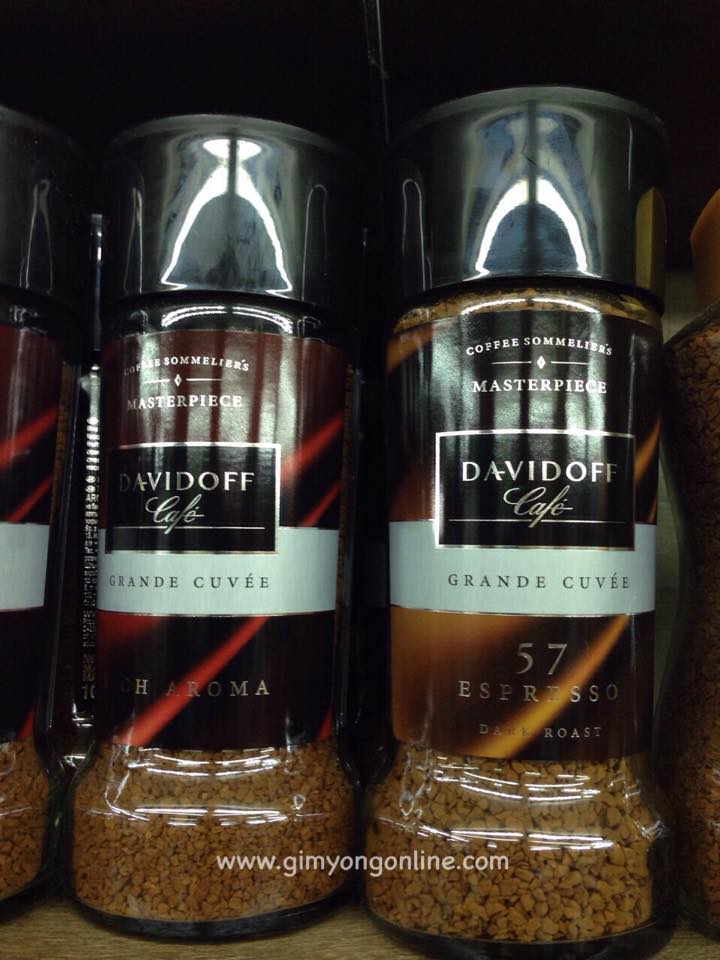 COFFEE SOMMELIER'S
MASTERPIECE
DAVIDOFF
Café
GRANDE CUVÉE
CH AROMA
COFFEE SOMMELIER'S
MASTERPIECE
DAVIDOFF
Café
GRANDE CUVÉE
57
ESPRESSO
DARK ROAST
www.gimyongonline.com